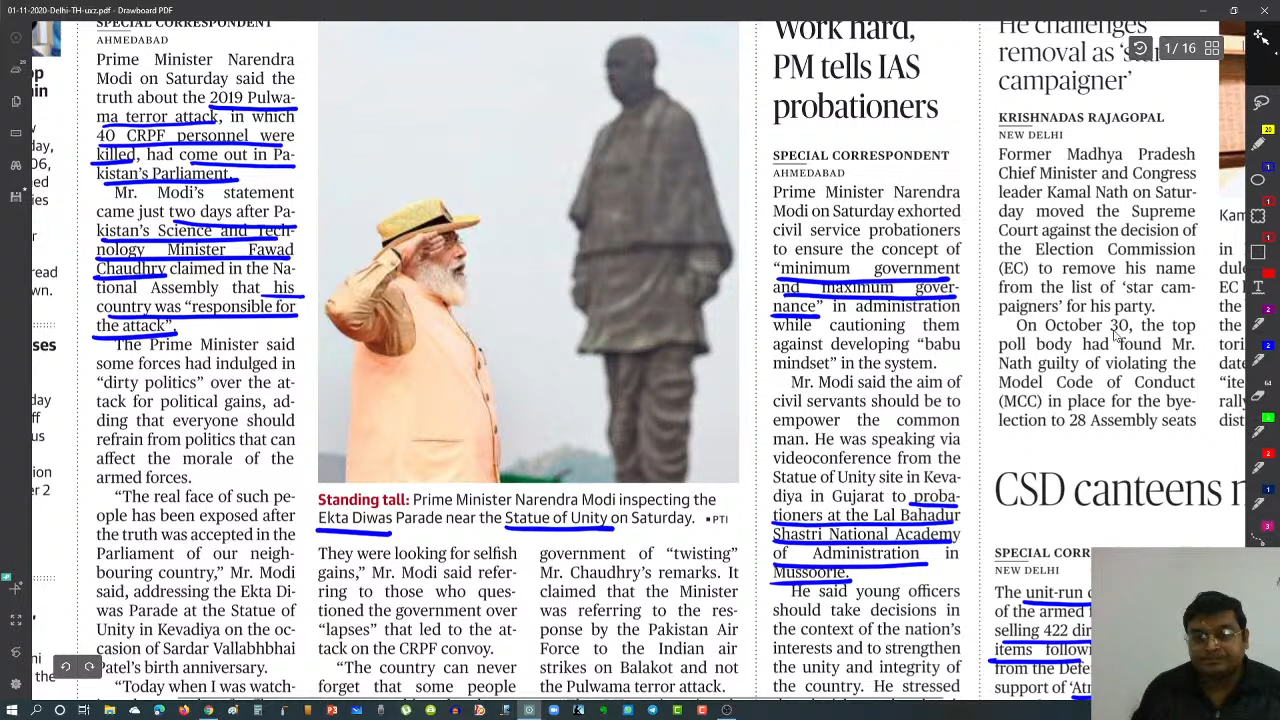 01-11-2020-Delhi-TH-uxz.pdf - Drawboard PDF
1 / 16
SPECIAL CORRESPONDENT
AHMEDABAD
Prime Minister Narendra
Modi on Saturday said the
truth about the 2019 Pulwa-
ma terror attack, in which
40 CRPF personnel were
killed, had come out in Pa-
kistan's Parliament.
Mr. Modi's statement
came just two days after Pa-
kistan's Science and Tech-
nology Minister Fawad
Chaudhry claimed in the Na-
tional Assembly that his
country was “responsible for
the attack”.
The Prime Minister said
some forces had indulged in
“dirty politics” over the at-
tack for political gains, ad-
ding that everyone should
refrain from politics that can
affect the morale of the
armed forces.
“The real face of such pe-
ople has been exposed after
the truth was accepted in the
Parliament of our neigh-
bouring country,” Mr. Modi
said, addressing the Ekta Di-
was Parade at the Statue of
Unity in Kevadiya on the oc-
casion of Sardar Vallabhbhai
Patel's birth anniversary.
“Today when I was watch-
Standing tall: Prime Minister Narendra Modi inspecting the
Ekta Diwas Parade near the Statue of Unity on Saturday. ▪ PTI
They were looking for selfish
gains,” Mr. Modi said refer-
ring to those who ques-
tioned the government over
“lapses” that led to the at-
tack on the CRPF convoy.
“The country can never
forget that some people
government of “twisting”
Mr. Chaudhry's remarks. It
claimed that the Minister
was referring to the res-
ponse by the Pakistan Air
Force to the Indian air
strikes on Balakot and not
the Pulwama terror attack.
Work hard,
PM tells IAS
probationers
SPECIAL CORRESPONDENT
AHMEDABAD
Prime Minister Narendra
Modi on Saturday exhorted
civil service probationers
to ensure the concept of
“minimum government
and maximum gover-
nance” in administration
while cautioning them
against developing “babu
mindset” in the system.
Mr. Modi said the aim of
civil servants should be to
empower the common
man. He was speaking via
videoconference from the
Statue of Unity site in Keva-
diya in Gujarat to proba-
tioners at the Lal Bahadur
Shastri National Academy
of Administration in
Mussoorie.
He said young officers
should take decisions in
the context of the nation's
interests and to strengthen
the unity and integrity of
the country. He stressed
He challenges
removal as ‘star
campaigner’
KRISHNADAS RAJAGOPAL
NEW DELHI
Former Madhya Pradesh
Chief Minister and Congress
leader Kamal Nath on Satur-
day moved the Supreme
Court against the decision of
the Election Commission
(EC) to remove his name
from the list of ‘star cam-
paigners’ for his party.
On October 30, the top
poll body had found Mr.
Nath guilty of violating the
Model Code of Conduct
(MCC) in place for the bye-
lection to 28 Assembly seats
CSD canteens
SPECIAL CORR
NEW DELHI
The unit-run
of the armed
selling 422 dir
items follow
from the Defe
support of ‘At